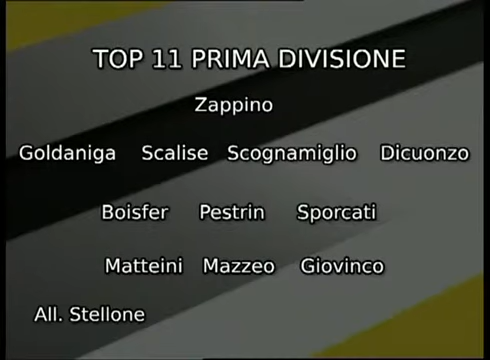 TOP 11 PRIMA DIVISIONE
Zappino
Goldaniga Scalise Scognamiglio Dicuonzo
Boisfer Pestrin Sporcati
Matteini Mazzeo Giovinco
All. Stellone